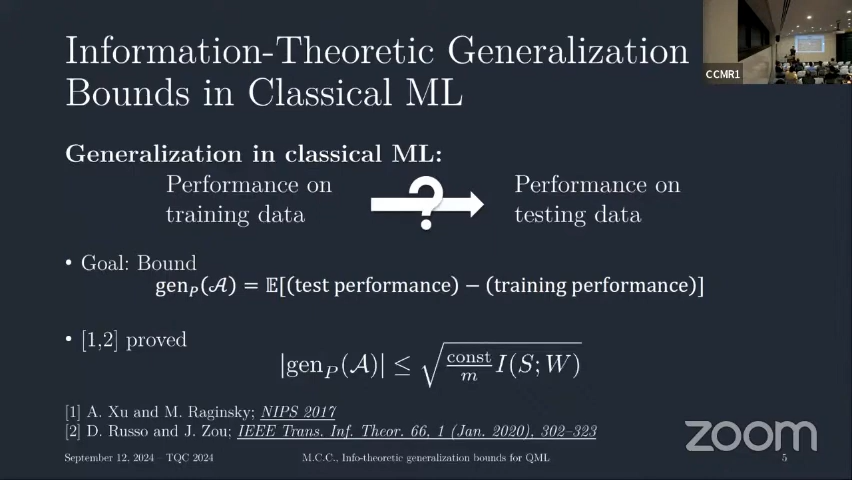 Information-Theoretic Generalization
Bounds in Classical ML
CCMR1
Generalization in classical ML:
Performance on
training data
?
Performance on
testing data
• Goal: Bound
gen_P(𝒜) = 𝔼[(test performance) − (training performance)]
• [1,2] proved
|gen_P(𝒜)| ≤ √(const/m I(S;W))
[1] A. Xu and M. Raginsky; NIPS 2017
[2] D. Russo and J. Zou; IEEE Trans. Inf. Theor. 66, 1 (Jan. 2020), 302–323
zoom
September 12, 2024 – TQC 2024
M.C.C., Info-theoretic generalization bounds for QML
5